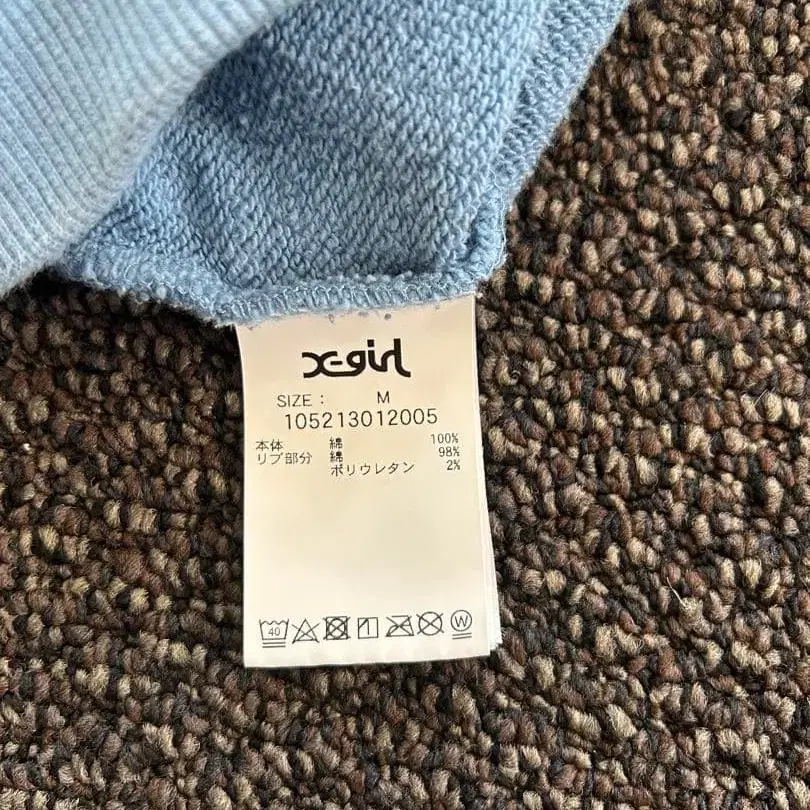 X-girl
SIZE : M
105213012005
本体 綿 100%
リブ部分 綿 98%
ポリウレタン 2%
40 W